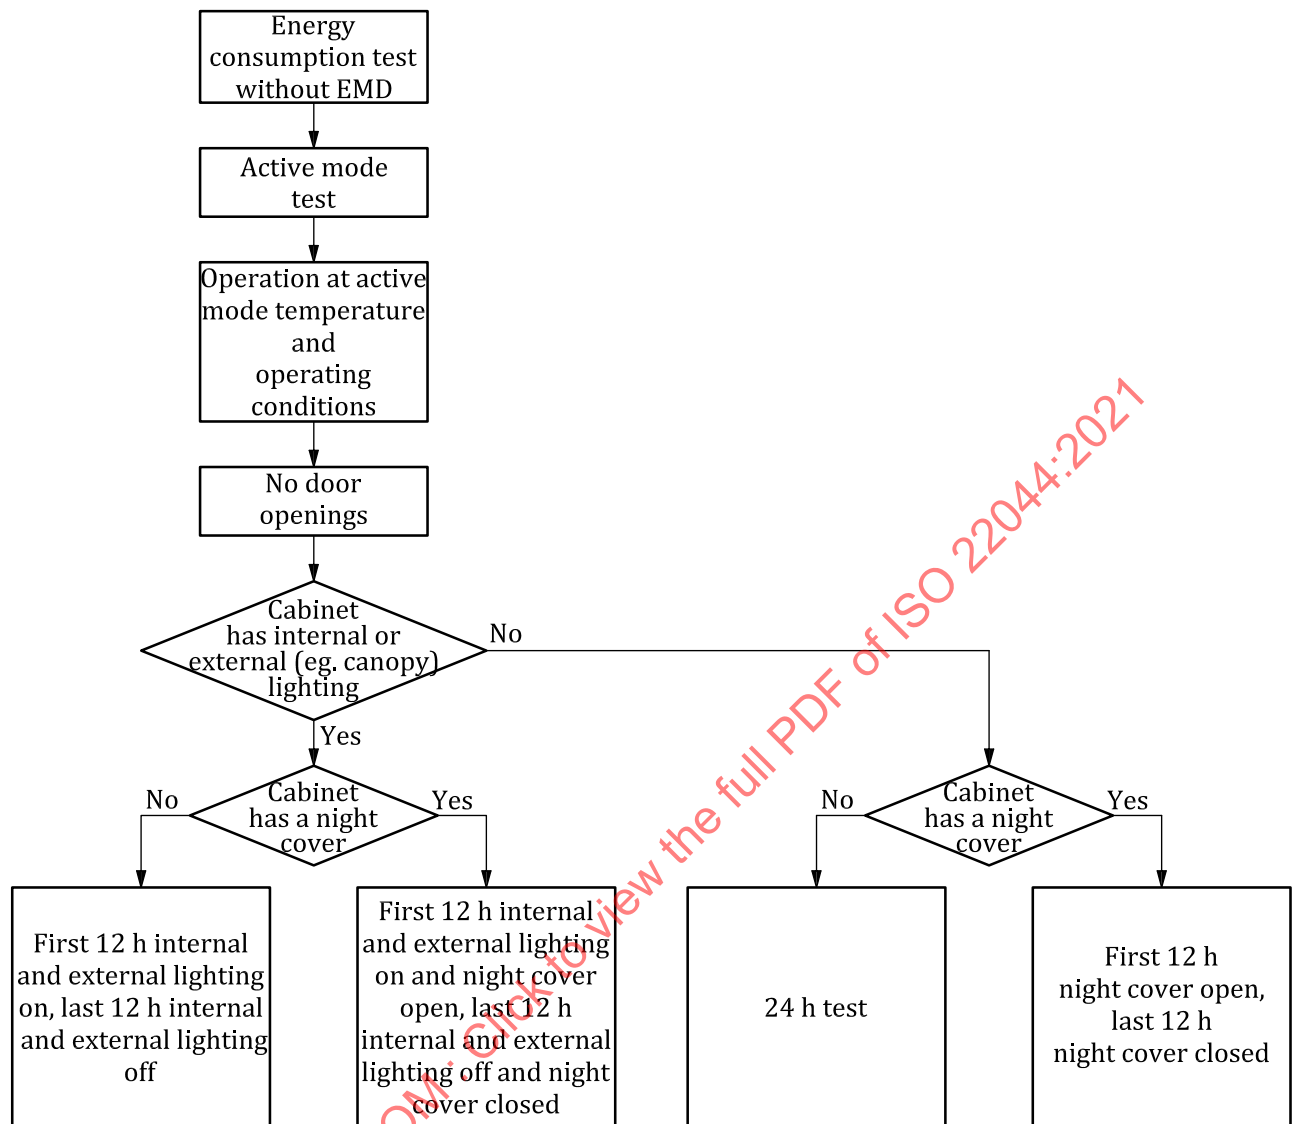 Energy
consumption test
without EMD
Active mode
test
Operation at active
mode temperature
and
operating
conditions
No door
openings
Cabinet
has internal or
external (eg. canopy)
lighting
No
Yes
Cabinet
has a night
cover
No
Yes
Cabinet
has a night
cover
No
Yes
First 12 h internal
and external lighting
on, last 12 h internal
and external lighting
off
First 12 h internal
and external lighting
on and night cover
open, last 12 h
internal and external
lighting off and night
cover closed
24 h test
First 12 h
night cover open,
last 12 h
night cover closed
OM : Click to view the full PDF of ISO 22044:2021